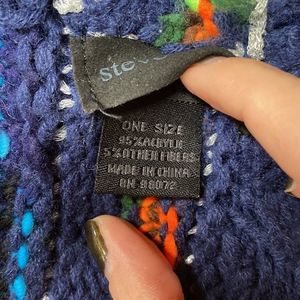 steve
ONE SIZE
95% ACRYLIC
5% OTHER FIBERS
MADE IN CHINA
RN 98072